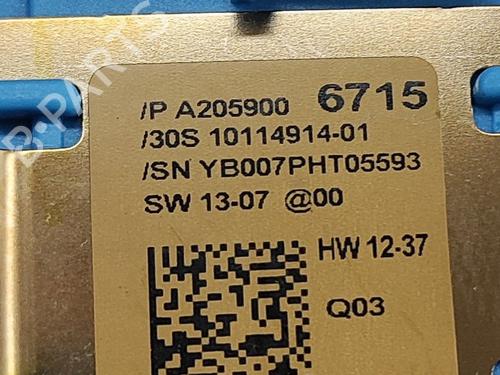 /P A205900 6715
/30S 10114914-01
/SN YB007PHT05593
SW 13-07 @00
HW 12-37
Q03
B-PARTS